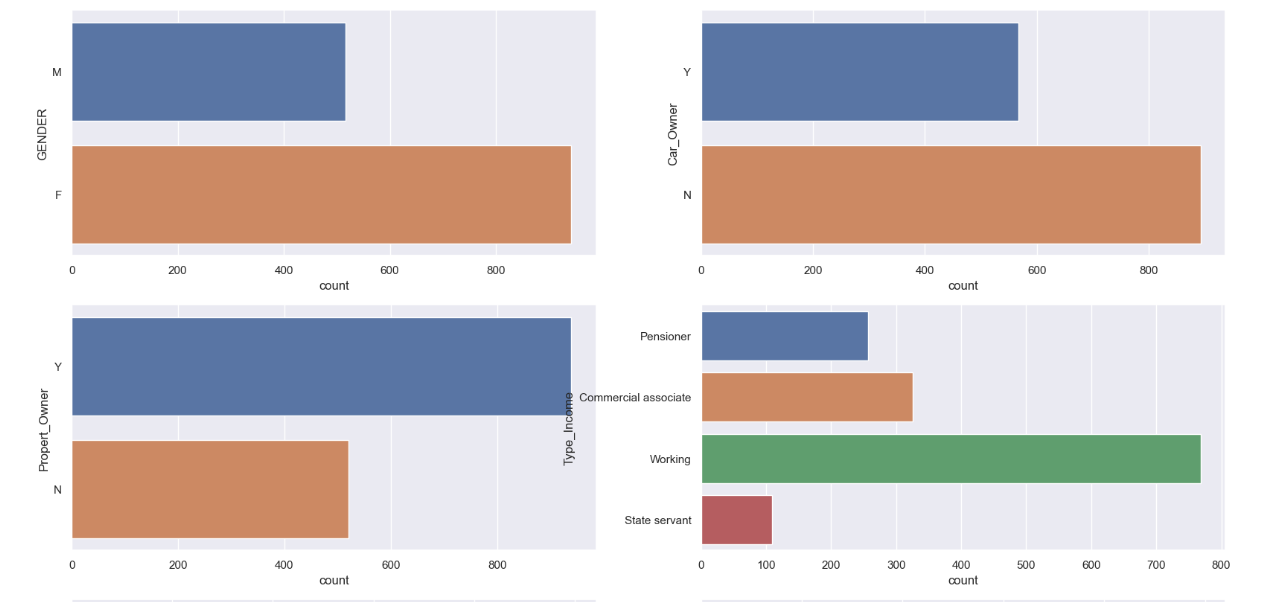 GENDER
M
F
0 200 400 600 800
count
Car_Owner
Y
N
0 200 400 600 800
count
Propert_Owner
Y
N
0 200 400 600 800
count
Type_Income
Pensioner
Commercial associate
Working
State servant
0 100 200 300 400 500 600 700 800
count